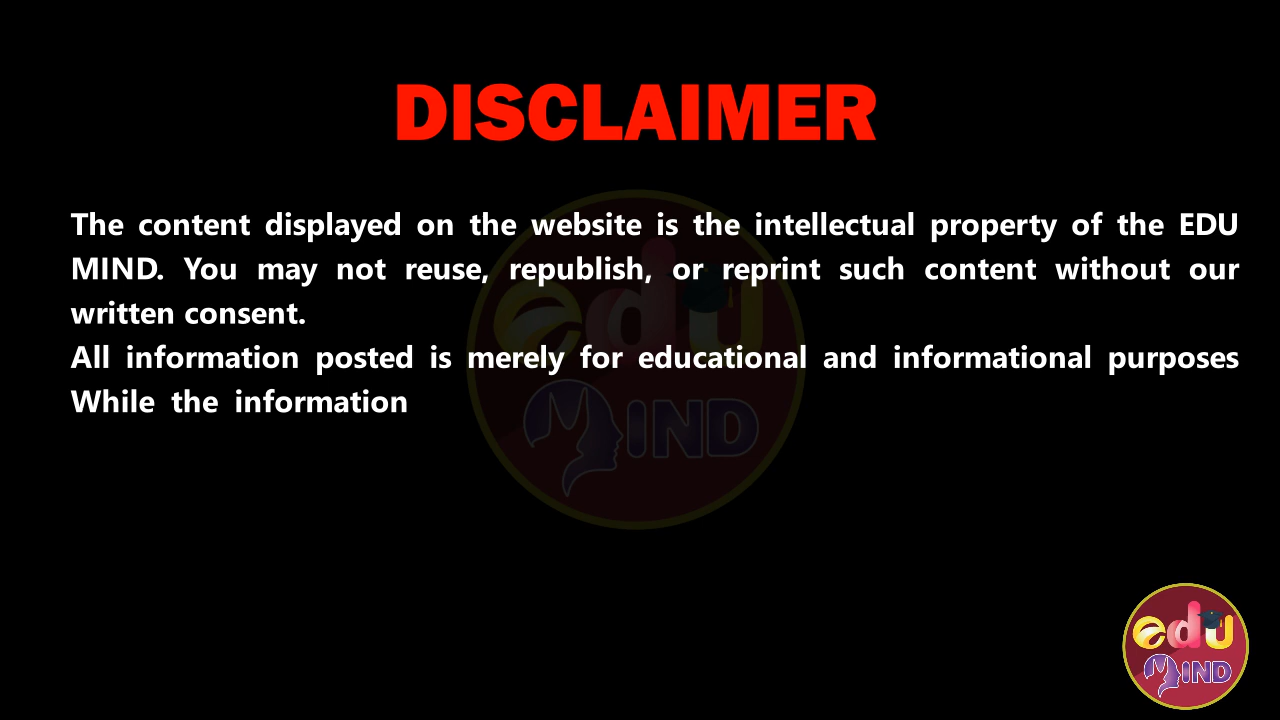 DISCLAIMER
The content displayed on the website is the intellectual property of the EDU
MIND. You may not reuse, republish, or reprint such content without our
written consent.
All information posted is merely for educational and informational purposes
While the information
edu
MIND
edu
MIND